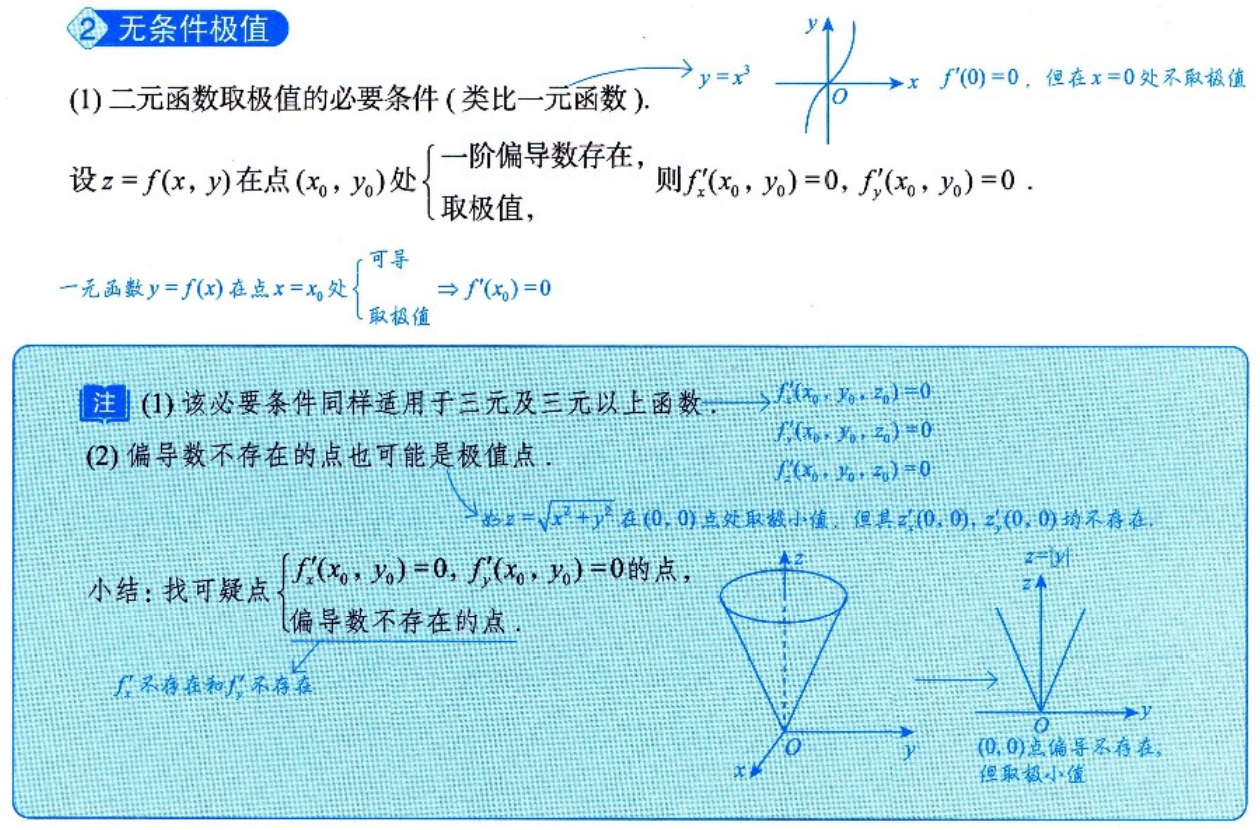 ② 无条件极值
(1) 二元函数取极值的必要条件 ( 类比一元函数 ).
y = x³
y
x
O
f′(0) = 0 , 但在 x = 0 处不取极值
设 z = f(x, y) 在点 (x₀, y₀) 处 { 一阶偏导数存在,
取极值,
则 f′ₓ(x₀, y₀) = 0, f′ᵧ(x₀, y₀) = 0 .
一元函数 y = f(x) 在点 x = x₀ 处 { 可导
取极值
⇒ f′(x₀) = 0
注 (1) 该必要条件同样适用于三元及三元以上函数 .
f′ₓ(x₀, y₀, z₀) = 0
f′ᵧ(x₀, y₀, z₀) = 0
f′_z(x₀, y₀, z₀) = 0
(2) 偏导数不存在的点也可能是极值点 .
如 z = √(x² + y²) 在 (0, 0) 点处取极小值, 但其 z′ₓ(0, 0), z′ᵧ(0, 0) 均不存在.
小结: 找可疑点 { f′ₓ(x₀, y₀) = 0, f′ᵧ(x₀, y₀) = 0 的点,
偏导数不存在的点 .
f′ₓ 不存在和 f′ᵧ 不存在
z
O
x
y
z=|y|
z
O
y
(0, 0)点偏导不存在,
但取极小值